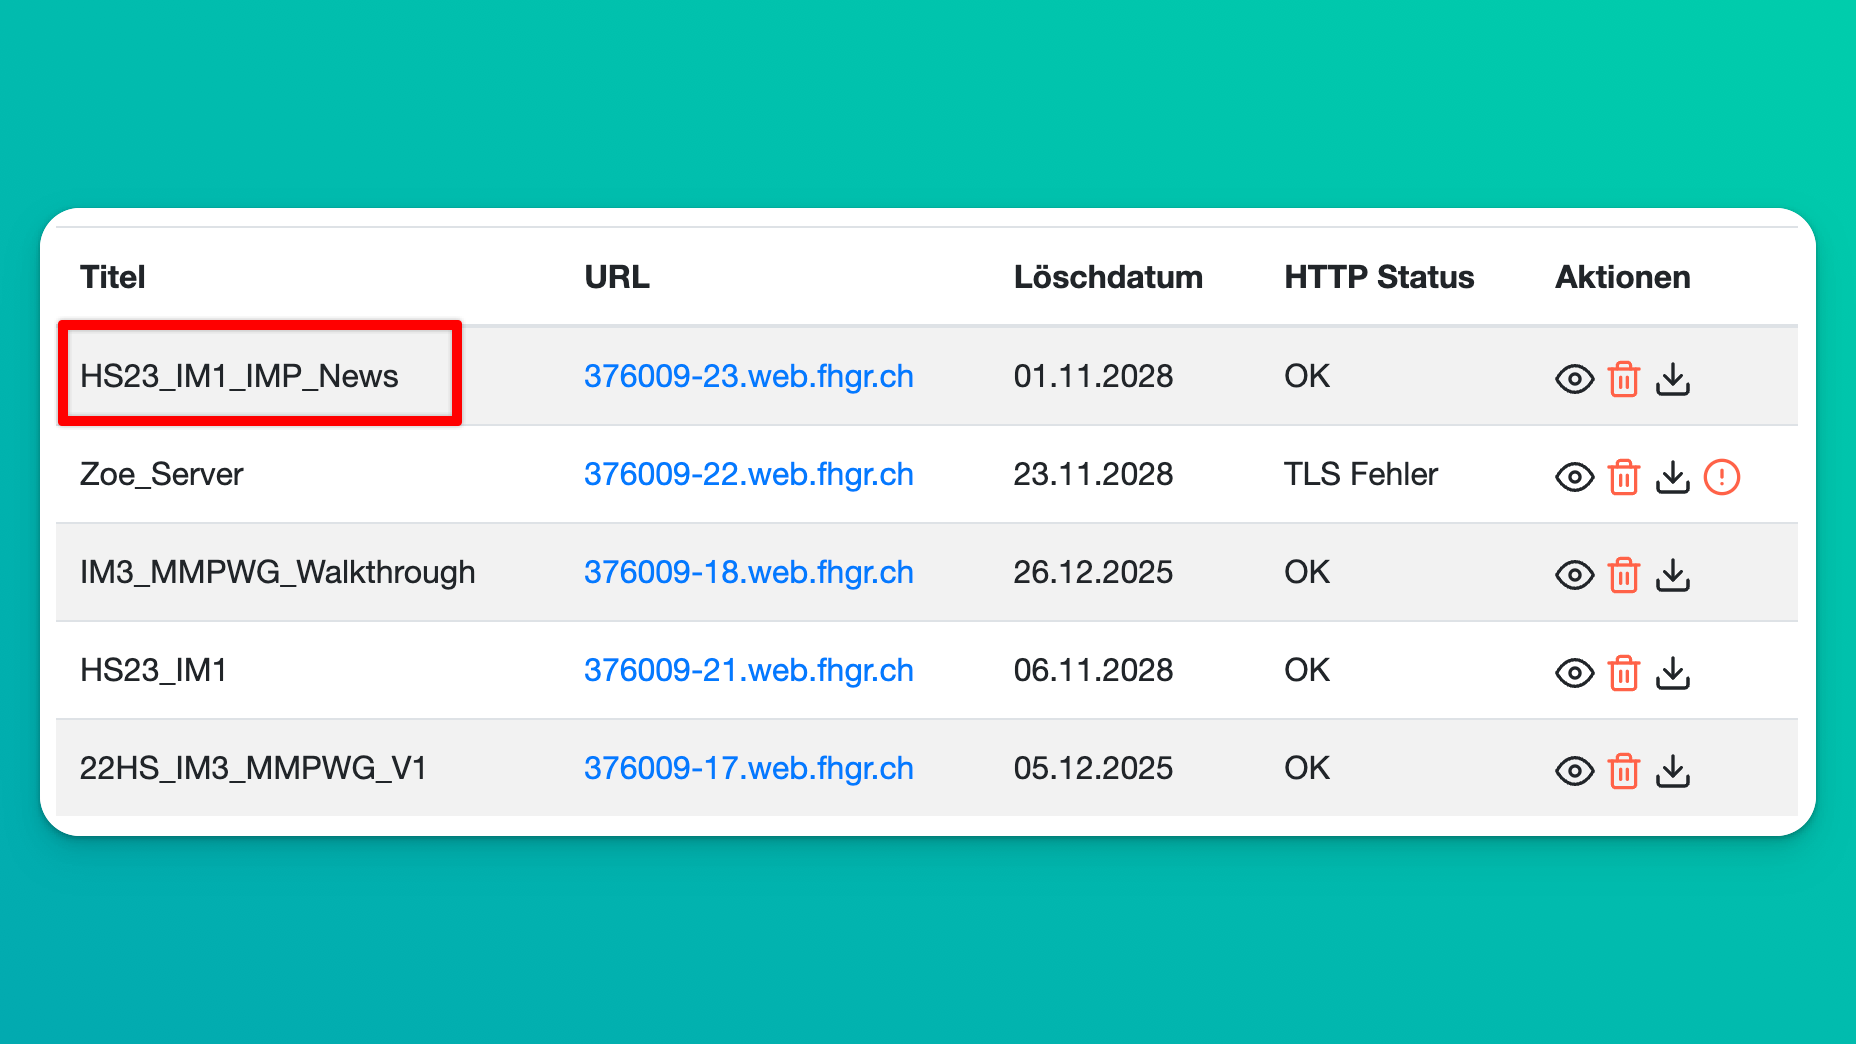 Titel URL Löschdatum HTTP Status Aktionen
HS23_IM1_IMP_News 376009-23.web.fhgr.ch 01.11.2028 OK
Zoe_Server 376009-22.web.fhgr.ch 23.11.2028 TLS Fehler
IM3_MMPWG_Walkthrough 376009-18.web.fhgr.ch 26.12.2025 OK
HS23_IM1 376009-21.web.fhgr.ch 06.11.2028 OK
22HS_IM3_MMPWG_V1 376009-17.web.fhgr.ch 05.12.2025 OK